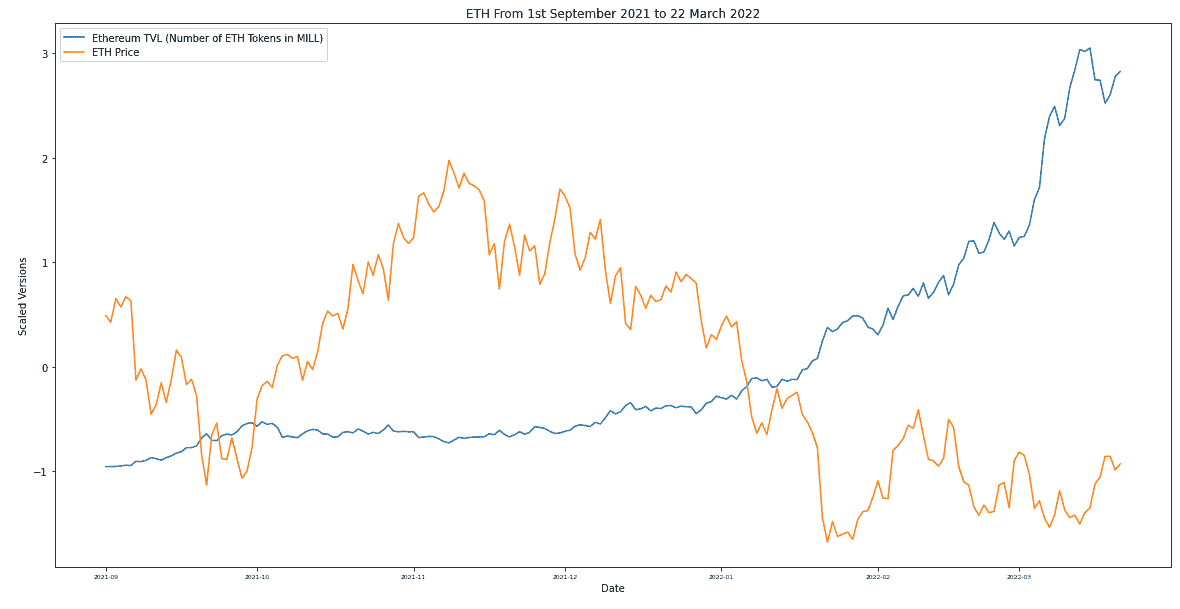 ETH From 1st September 2021 to 22 March 2022
Ethereum TVL (Number of ETH Tokens in MILL)
ETH Price
Scaled Versions
3
2
1
0
−1
2021-09 2021-10 2021-11 2021-12 2022-01 2022-02 2022-03
Date